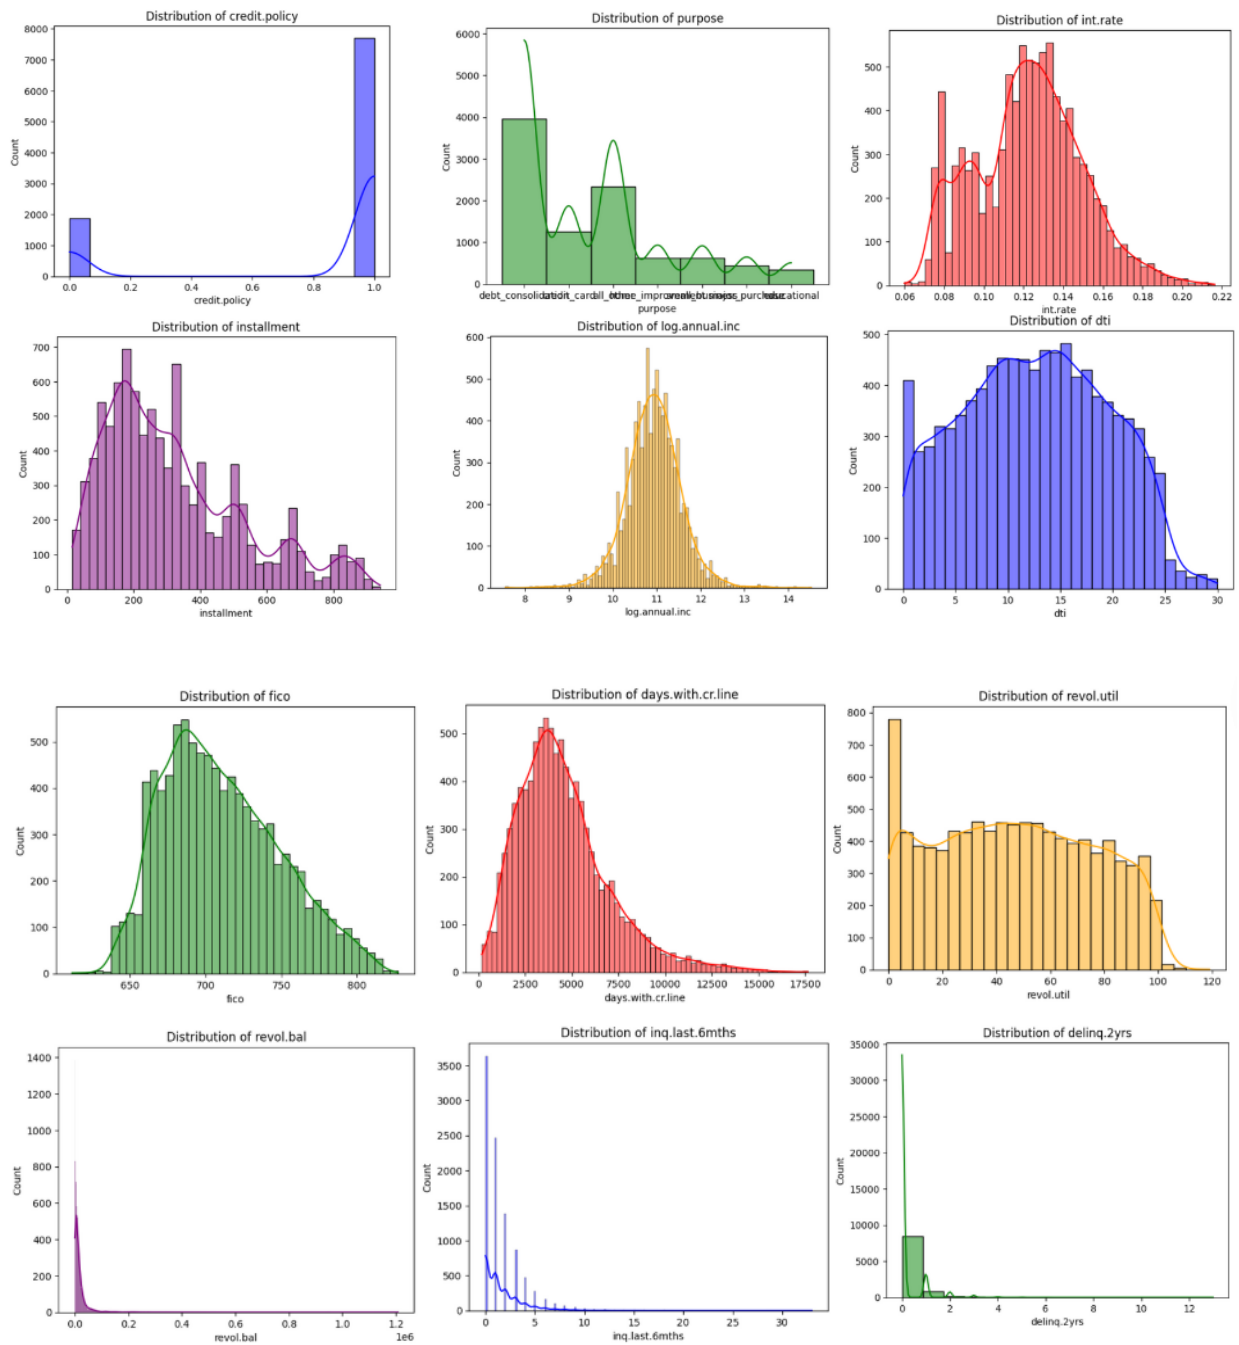 Distribution of credit.policy
8000
7000
6000
5000
4000
3000
2000
1000
0
Count
0.0 0.2 0.4 0.6 0.8 1.0
credit.policy
Distribution of purpose
6000
5000
4000
3000
2000
1000
0
Count
purpose
Distribution of int.rate
500
400
300
200
100
0
Count
0.06 0.08 0.10 0.12 0.14 0.16 0.18 0.20 0.22
int.rate
Distribution of installment
700
600
500
400
300
200
100
0
Count
0 200 400 600 800
installment
Distribution of log.annual.inc
600
500
400
300
200
100
0
Count
8 9 10 11 12 13 14
log.annual.inc
Distribution of dti
500
400
300
200
100
0
Count
0 5 10 15 20 25 30
dti
Distribution of fico
500
400
300
200
100
0
Count
650 700 750 800
fico
Distribution of days.with.cr.line
600
500
400
300
200
100
0
Count
0 2500 5000 7500 10000 12500 15000 17500
days.with.cr.line
Distribution of revol.util
800
700
600
500
400
300
200
100
0
Count
0 20 40 60 80 100 120
revol.util
Distribution of revol.bal
1400
1200
1000
800
600
400
200
0
Count
0.0 0.2 0.4 0.6 0.8 1.0 1.2
1e6
revol.bal
Distribution of inq.last.6mths
3500
3000
2500
2000
1500
1000
500
0
Count
0 5 10 15 20 25 30
inq.last.6mths
Distribution of delinq.2yrs
35000
30000
25000
20000
15000
10000
5000
0
Count
0 2 4 6 8 10 12
delinq.2yrs